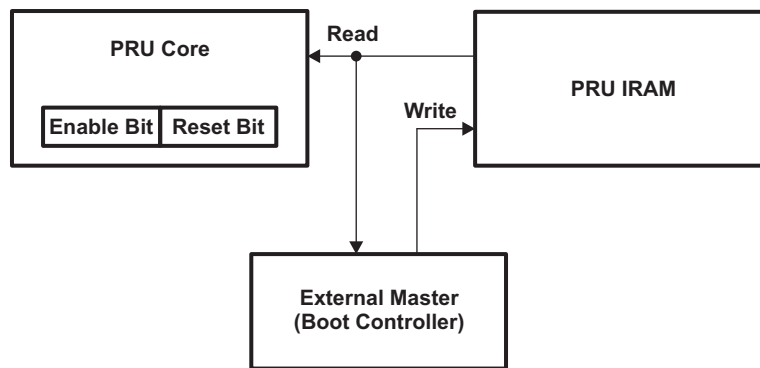 PRU Core
Enable Bit
Reset Bit
Read
Write
PRU IRAM
External Master
(Boot Controller)